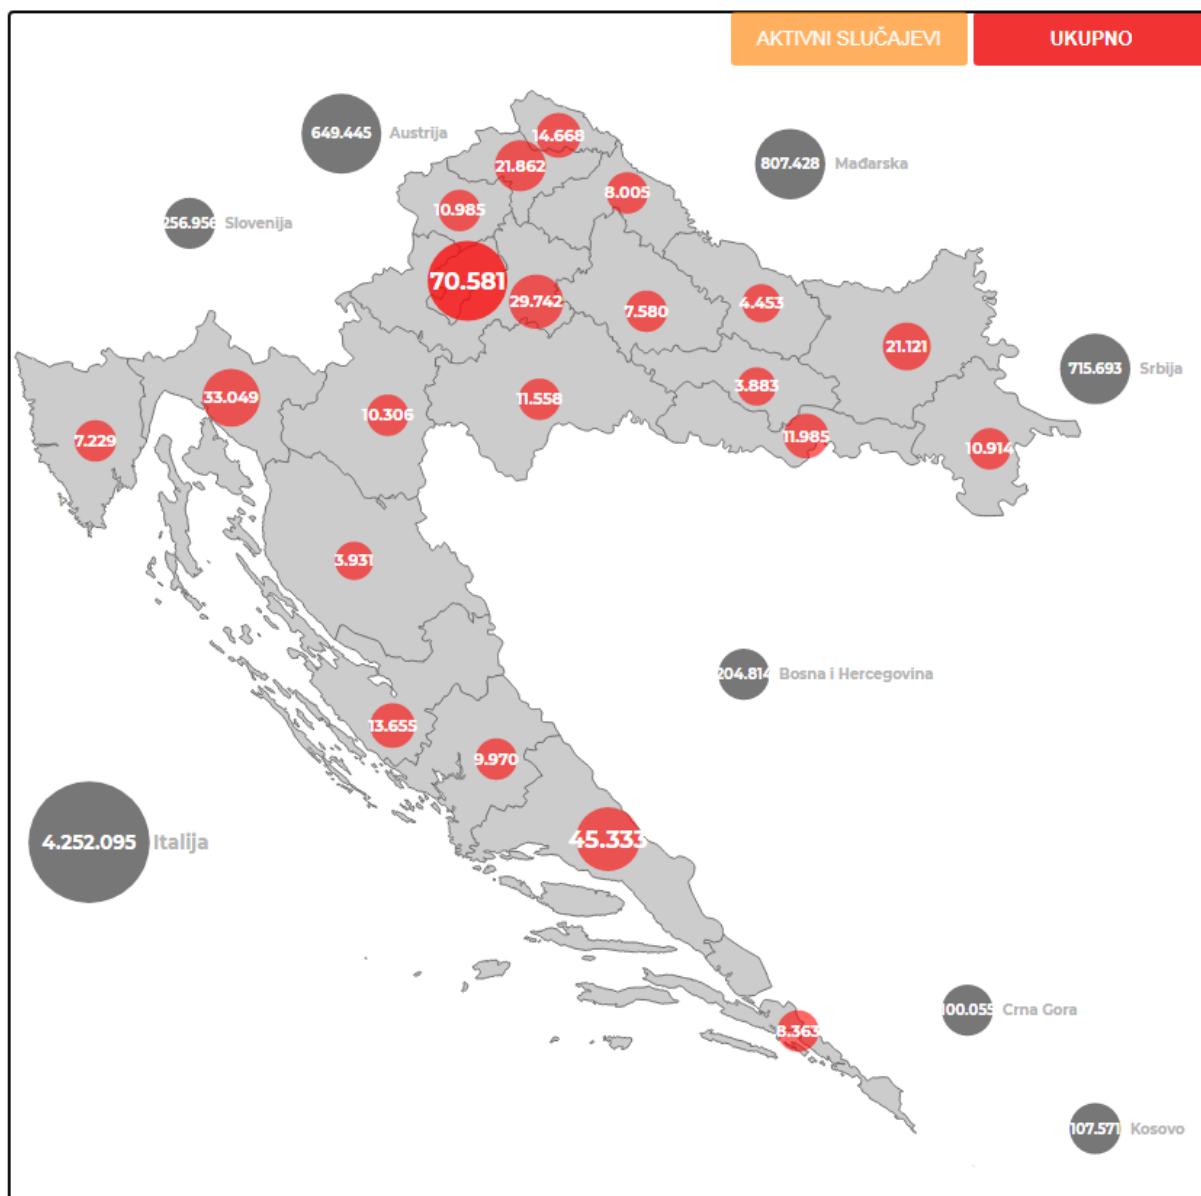 AKTIVNI SLUČAJEVI
UKUPNO
649.445 Austrija
14.668
21.862
807.428 Mađarska
8.005
10.985
256.956 Slovenija
70.581
29.742
7.580
4.453
21.121
715.693 Srbija
33.049
10.306
11.558
3.883
7.229
11.985
10.914
3.931
204.814 Bosna i Hercegovina
13.655
9.970
4.252.095 Italija
45.333
100.055 Crna Gora
8.363
107.571 Kosovo